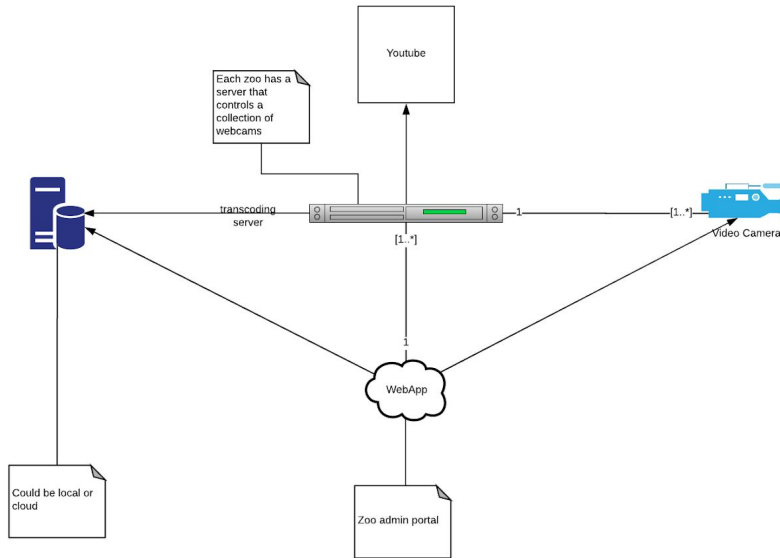 Youtube
Each zoo has a
server that
controls a
collection of
webcams
transcoding
server
1
[1..*]
[1..*]
Video Camera
1
WebApp
Could be local or
cloud
Zoo admin portal